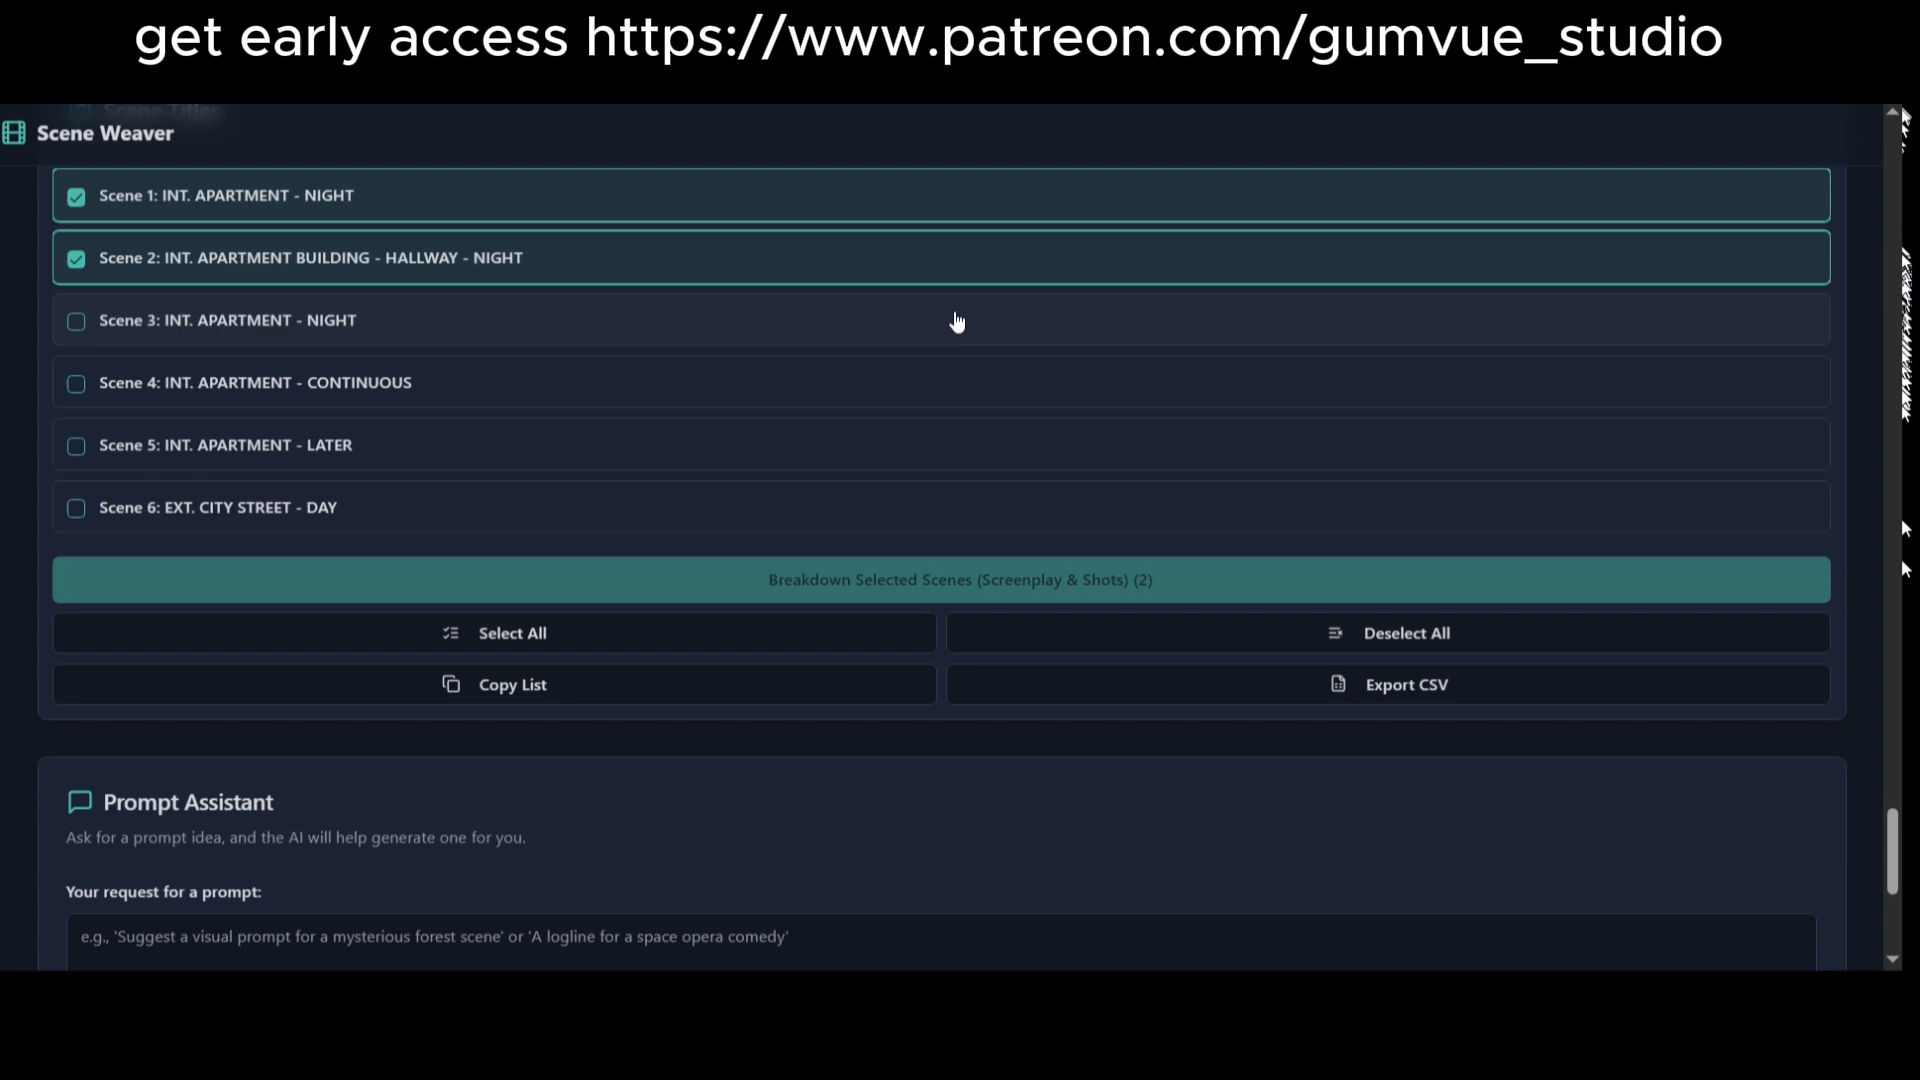 get early access https://www.patreon.com/gumvue_studio
Scene Titles
Scene Weaver
Scene 1: INT. APARTMENT - NIGHT
Scene 2: INT. APARTMENT BUILDING - HALLWAY - NIGHT
Scene 3: INT. APARTMENT - NIGHT
Scene 4: INT. APARTMENT - CONTINUOUS
Scene 5: INT. APARTMENT - LATER
Scene 6: EXT. CITY STREET - DAY
Breakdown Selected Scenes (Screenplay & Shots) (2)
Select All
Deselect All
Copy List
Export CSV
Prompt Assistant
Ask for a prompt idea, and the AI will help generate one for you.
Your request for a prompt:
e.g., 'Suggest a visual prompt for a mysterious forest scene' or 'A logline for a space opera comedy'